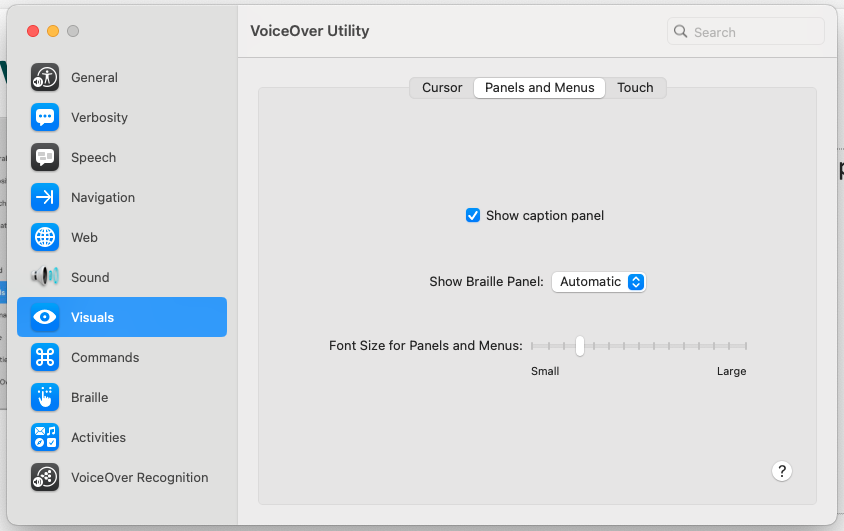 VoiceOver Utility
Search
General
Verbosity
Speech
Navigation
Web
Sound
Visuals
Commands
Braille
Activities
VoiceOver Recognition
Cursor
Panels and Menus
Touch
Show caption panel
Show Braille Panel: Automatic
Font Size for Panels and Menus:
Small
Large
?